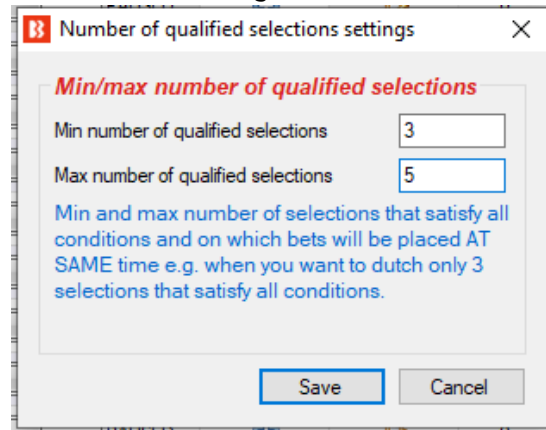 Number of qualified selections settings
Min/max number of qualified selections
Min number of qualified selections 3
Max number of qualified selections 5
Min and max number of selections that satisfy all
conditions and on which bets will be placed AT
SAME time e.g. when you want to dutch only 3
selections that satisfy all conditions.
Save Cancel